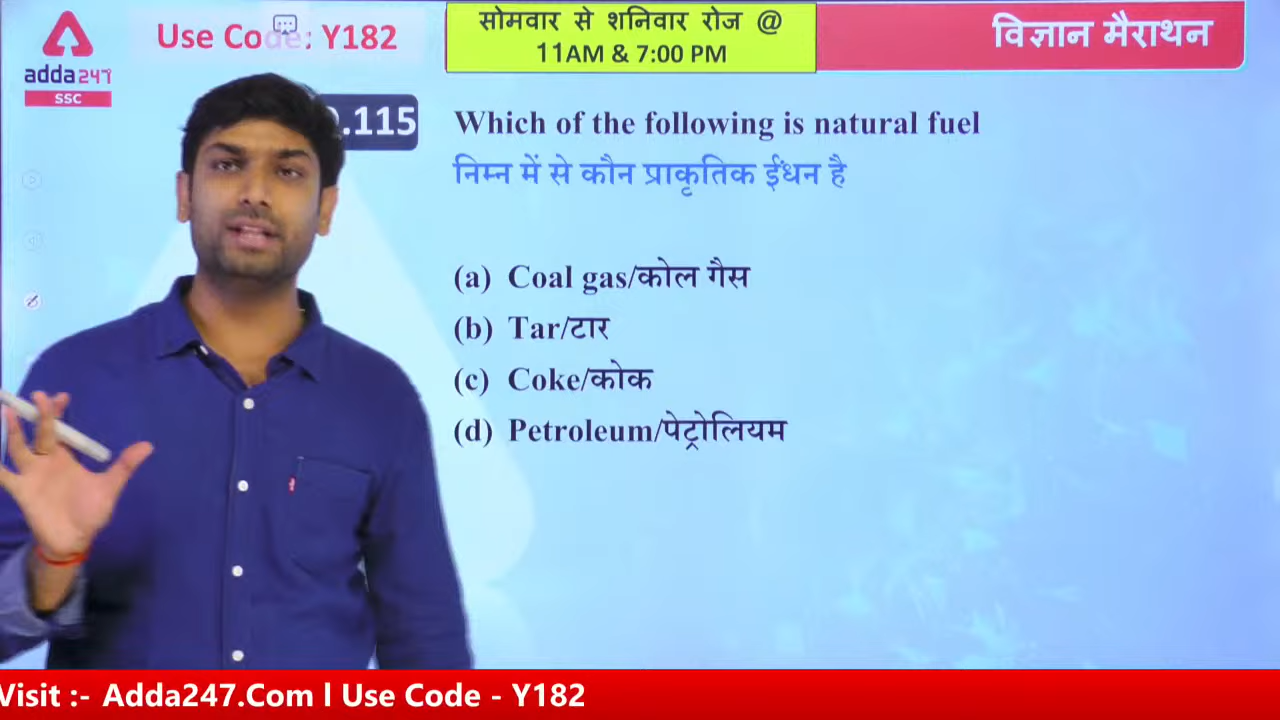 adda247
SSC
Use Code: Y182
सोमवार से शनिवार रोज @
11AM & 7:00 PM
विज्ञान मैराथन
.115
Which of the following is natural fuel
निम्न में से कौन प्राकृतिक ईंधन है
(a) Coal gas/कोल गैस
(b) Tar/टार
(c) Coke/कोक
(d) Petroleum/पेट्रोलियम
Visit :- Adda247.Com l Use Code - Y182